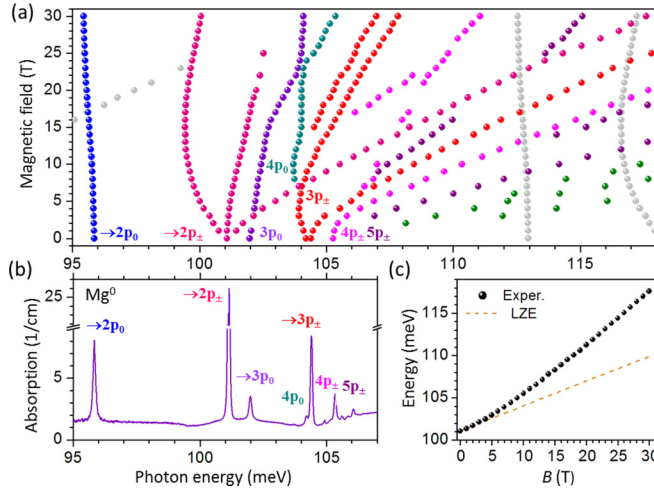 (a)
Magnetic field (T)
30
25
20
15
10
5
0
→2p₀
→2p±
3p₀
4p₀
3p±
4p±
5p±
95
100
105
110
115
(b)
Mg⁰
Absorption (1/cm)
25
5
0
→2p₀
→2p±
→3p₀
4p₀
→3p±
4p±
5p±
95
100
105
Photon energy (meV)
(c)
Energy (meV)
115
110
105
100
Exper.
LZE
0
5
10
15
20
25
30
B (T)